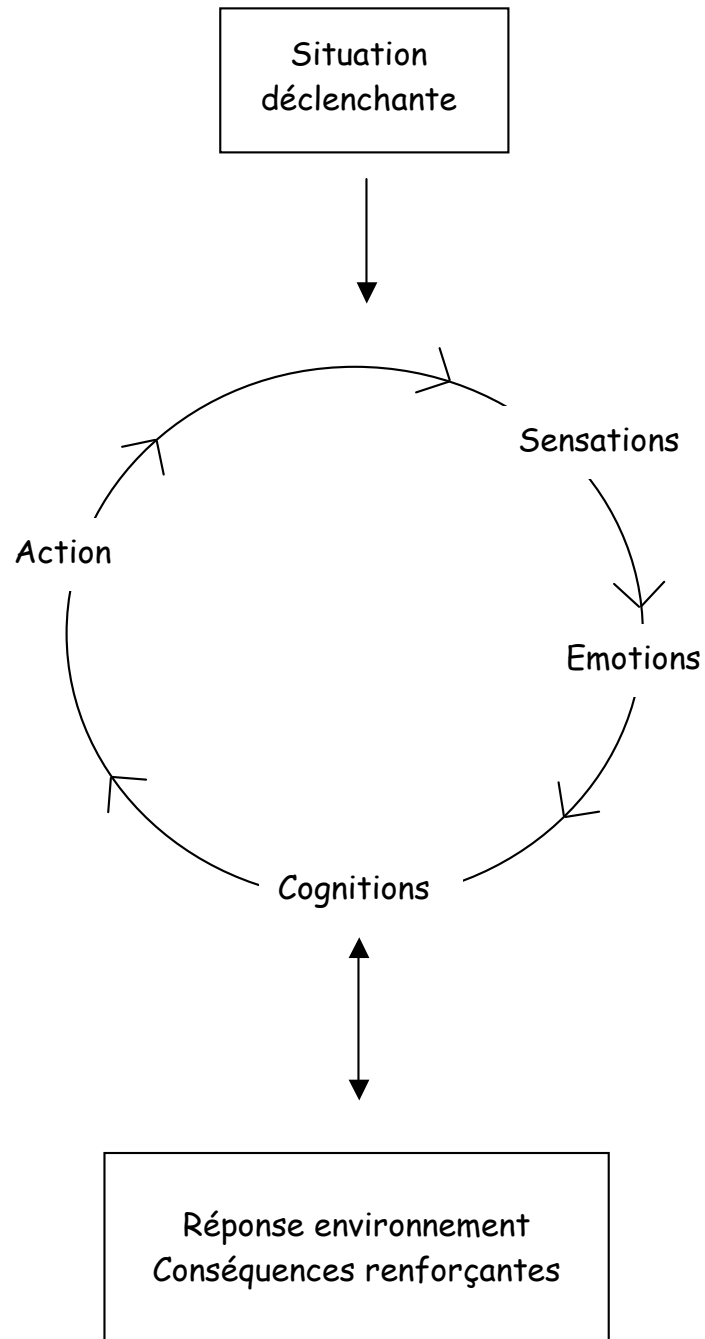 Situation
déclenchante
Sensations
Action
Emotions
Cognitions
Réponse environnement
Conséquences renforçantes